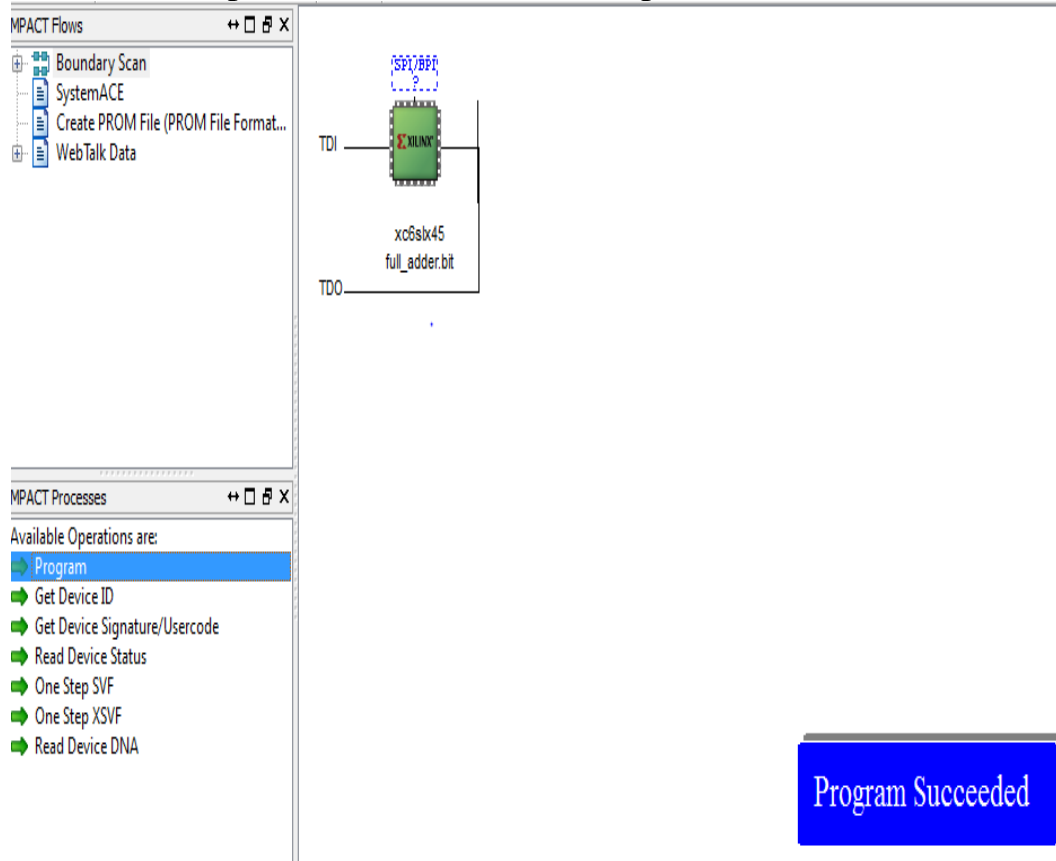 MPACT Flows
Boundary Scan
SystemACE
Create PROM File (PROM File Format...
WebTalk Data
SPI/BPI
?
TDI
XILINX
xc6slx45
full_adder.bit
TDO
MPACT Processes
Available Operations are:
Program
Get Device ID
Get Device Signature/Usercode
Read Device Status
One Step SVF
One Step XSVF
Read Device DNA
Program Succeeded